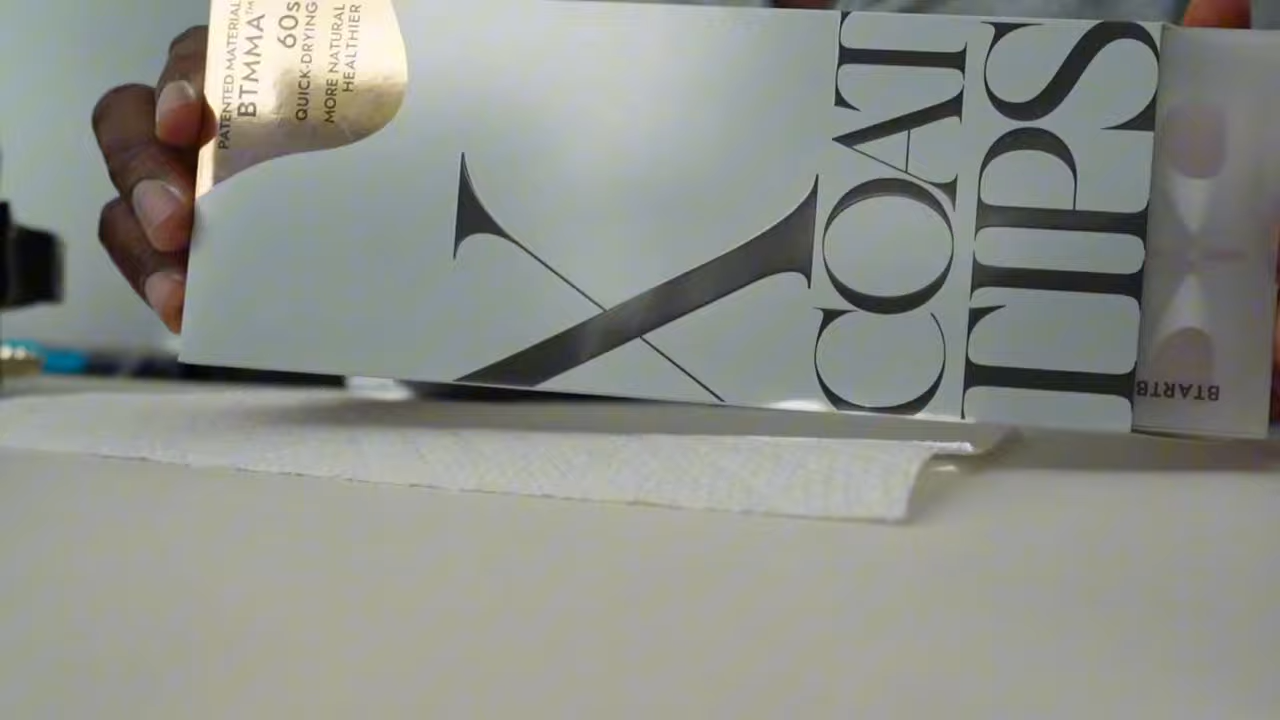 PATENTED MATERIAL
BTMMA™
60s
QUICK-DRYING
MORE NATURAL
HEALTHIER
X
COAT
TIPS
BTARTB